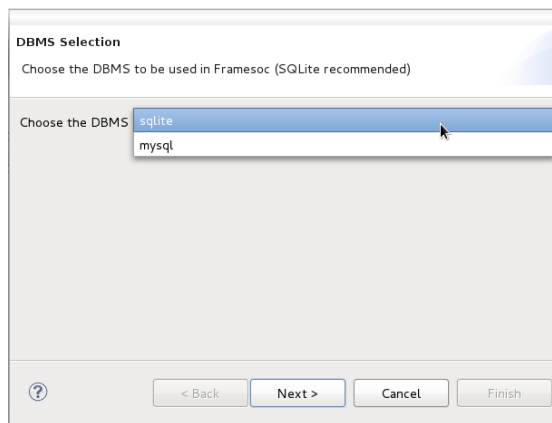 DBMS Selection
Choose the DBMS to be used in Framesoc (SQLite recommended)
Choose the DBMS sqlite
mysql
? < Back Next > Cancel Finish